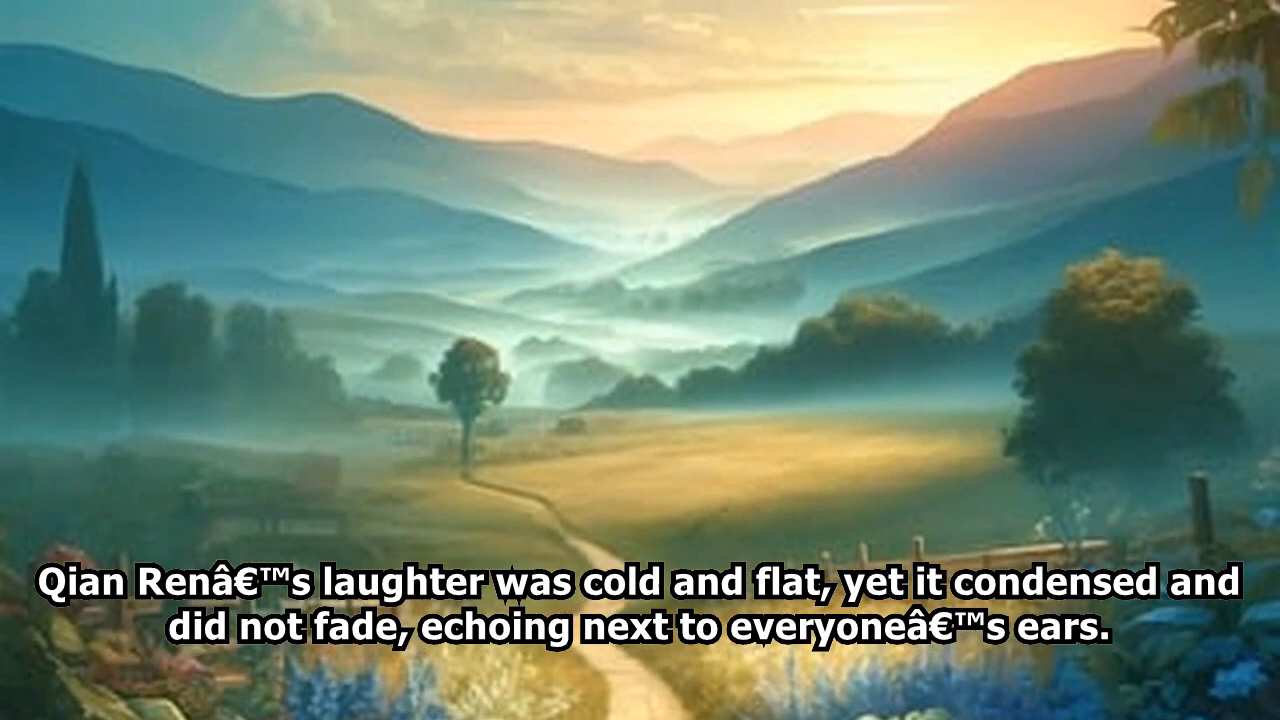 Qian Renâ€™s laughter was cold and flat, yet it condensed and
did not fade, echoing next to everyoneâ€™s ears.